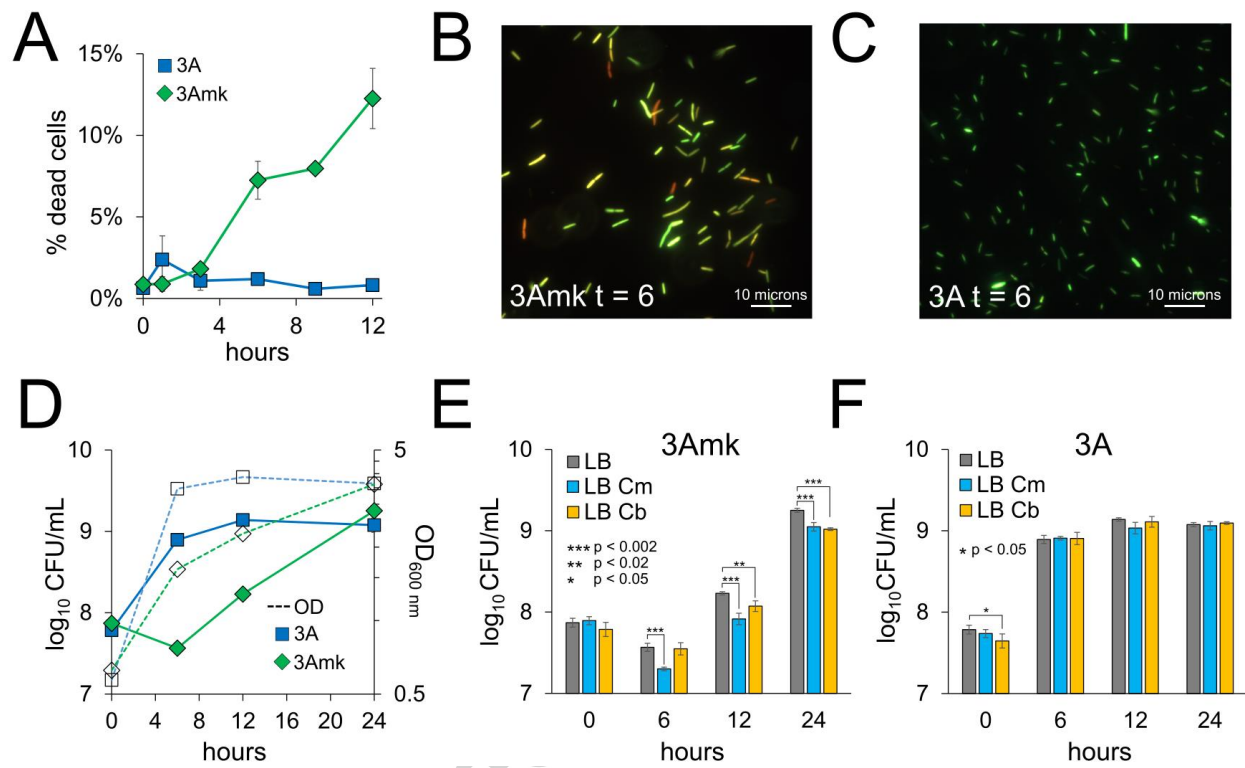 A
15%
10%
5%
0%
% dead cells
3A
3Amk
0 4 8 12
hours
B
3Amk t = 6
10 microns
C
3A t = 6
10 microns
D
10
9
8
7
log10 CFU/mL
5
0.5
OD600 nm
OD
3A
3Amk
0 4 8 12 16 20 24
hours
E
3Amk
10
9
8
7
log10 CFU/mL
LB
LB Cm
LB Cb
*** p < 0.002
** p < 0.02
* p < 0.05
***
***
**
***
***
0 6 12 24
hours
F
3A
10
9
8
7
log10CFU/mL
LB
LB Cm
LB Cb
* p < 0.05
*
0 6 12 24
hours